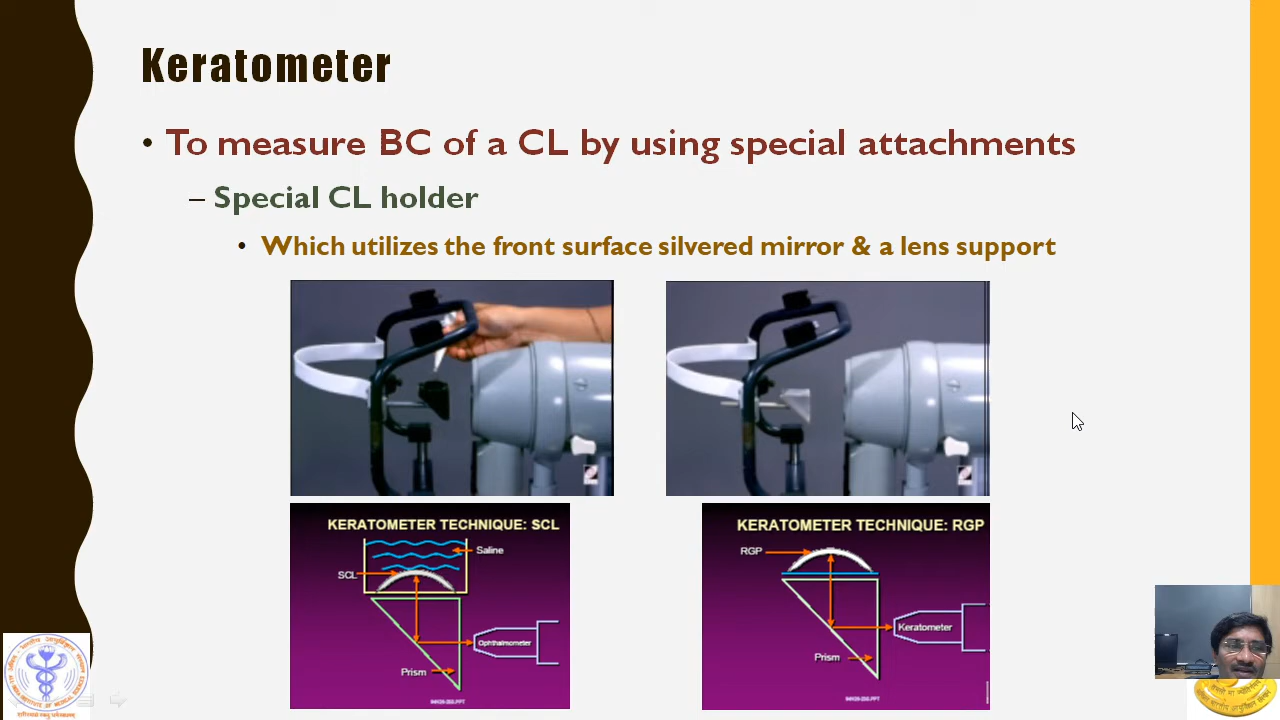 Keratometer
• To measure BC of a CL by using special attachments
– Special CL holder
• Which utilizes the front surface silvered mirror & a lens support
KERATOMETER TECHNIQUE: SCL
Saline
SCL
Ophthalmometer
Prism
KERATOMETER TECHNIQUE: RGP
RGP
Keratometer
Prism